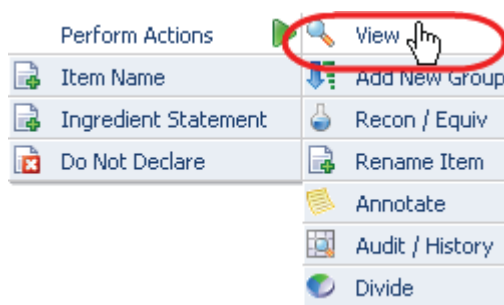 Perform Actions
Item Name
Ingredient Statement
Do Not Declare
View
Add New Group
Recon / Equiv
Rename Item
Annotate
Audit / History
Divide